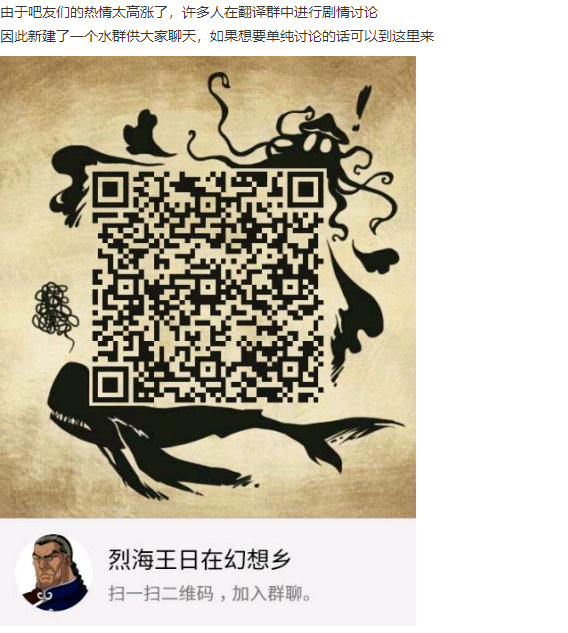 由于吧友们的热情太高涨了，许多人在翻译群中进行剧情讨论
因此新建了一个水群供大家聊天，如果想要单纯讨论的话可以到这里来
烈海王日在幻想乡
扫一扫二维码，加入群聊。